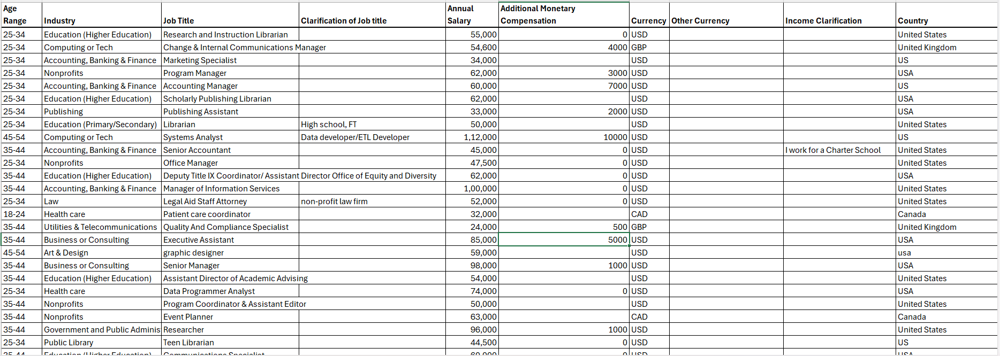 Age Range | Industry | Job Title | Clarification of Job title | Annual Salary | Additional Monetary Compensation | Currency | Other Currency | Income Clarification | Country
25-34 | Education (Higher Education) | Research and Instruction Librarian | 55,000 | 0 | USD | United States
25-34 | Computing or Tech | Change & Internal Communications Manager | 54,600 | 4000 | GBP | United Kingdom
25-34 | Accounting, Banking & Finance | Marketing Specialist | 34,000 | USD | US
25-34 | Nonprofits | Program Manager | 62,000 | 3000 | USD | USA
25-34 | Accounting, Banking & Finance | Accounting Manager | 60,000 | 7000 | USD | US
25-34 | Education (Higher Education) | Scholarly Publishing Librarian | 62,000 | USD | USA
25-34 | Publishing | Publishing Assistant | 33,000 | 2000 | USD | USA
25-34 | Education (Primary/Secondary) | Librarian | High school, FT | 50,000 | USD | United States
45-54 | Computing or Tech | Systems Analyst | Data developer/ETL Developer | 1,12,000 | 10000 | USD | US
35-44 | Accounting, Banking & Finance | Senior Accountant | 45,000 | 0 | USD | I work for a Charter School | United States
25-34 | Nonprofits | Office Manager | 47,500 | 0 | USD | United States
35-44 | Education (Higher Education) | Deputy Title IX Coordinator/ Assistant Director Office of Equity and Diversity | 62,000 | 0 | USD | USA
35-44 | Accounting, Banking & Finance | Manager of Information Services | 1,00,000 | 0 | USD | United States
25-34 | Law | Legal Aid Staff Attorney | non-profit law firm | 52,000 | 0 | USD | United States
18-24 | Health care | Patient care coordinator | 32,000 | CAD | Canada
35-44 | Utilities & Telecommunications | Quality And Compliance Specialist | 24,000 | 500 | GBP | United Kingdom
35-44 | Business or Consulting | Executive Assistant | 85,000 | 5000 | USD | USA
45-54 | Art & Design | graphic designer | 59,000 | USD | usa
35-44 | Business or Consulting | Senior Manager | 98,000 | 1000 | USD | USA
35-44 | Education (Higher Education) | Assistant Director of Academic Advising | 54,000 | USD | United States
25-34 | Health care | Data Programmer Analyst | 74,000 | 0 | USD | USA
35-44 | Nonprofits | Program Coordinator & Assistant Editor | 50,000 | USD | United States
35-44 | Nonprofits | Event Planner | 63,000 | CAD | Canada
35-44 | Government and Public Adminis | Researcher | 96,000 | 1000 | USD | United States
25-34 | Public Library | Teen Librarian | 44,500 | 0 | USD | US
35-44 | Education (Higher Education) | Communications Specialist | 60,000 | 0 | USD | USA